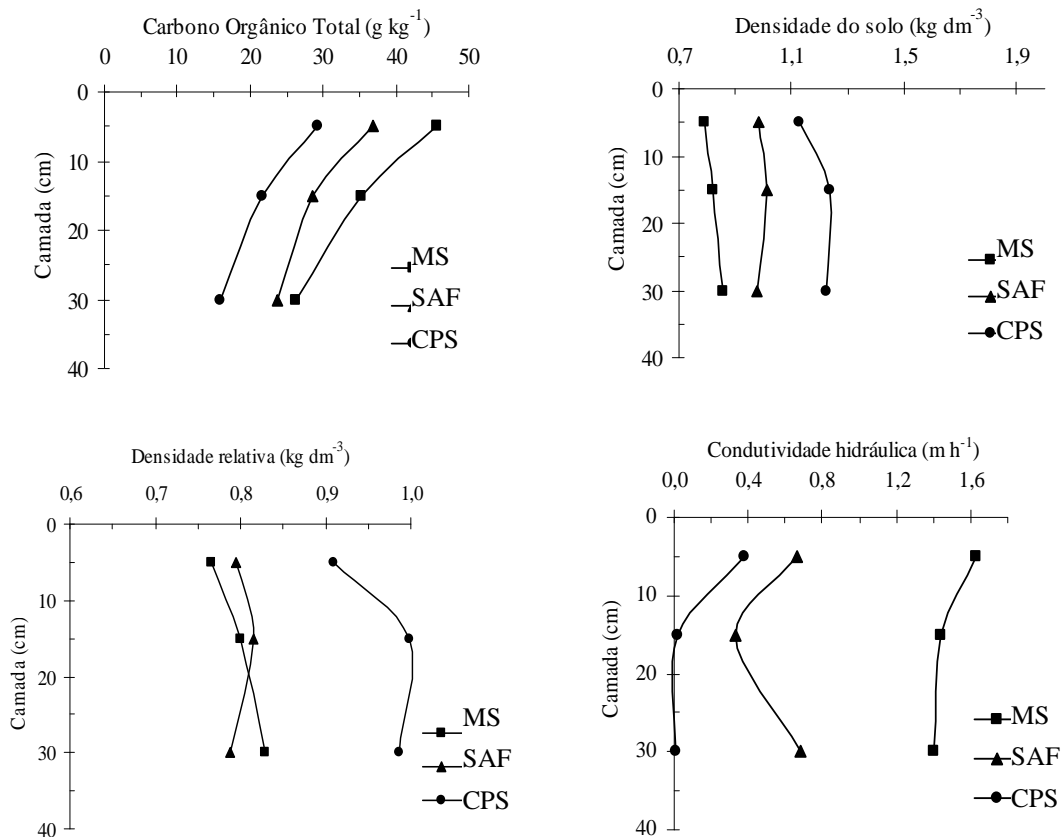 Carbono Orgânico Total (g kg-1)
0 10 20 30 40 50
0
10
20
30
40
Camada (cm)
MS
SAF
CPS
Densidade do solo (kg dm-3)
0,7 1,1 1,5 1,9
0
10
20
30
40
Camada (cm)
MS
SAF
CPS
Densidade relativa (kg dm-3)
0,6 0,7 0,8 0,9 1,0
0
10
20
30
40
Camada (cm)
MS
SAF
CPS
Condutividade hidráulica (m h-1)
0,0 0,4 0,8 1,2 1,6
0
10
20
30
40
Camada (cm)
MS
SAF
CPS